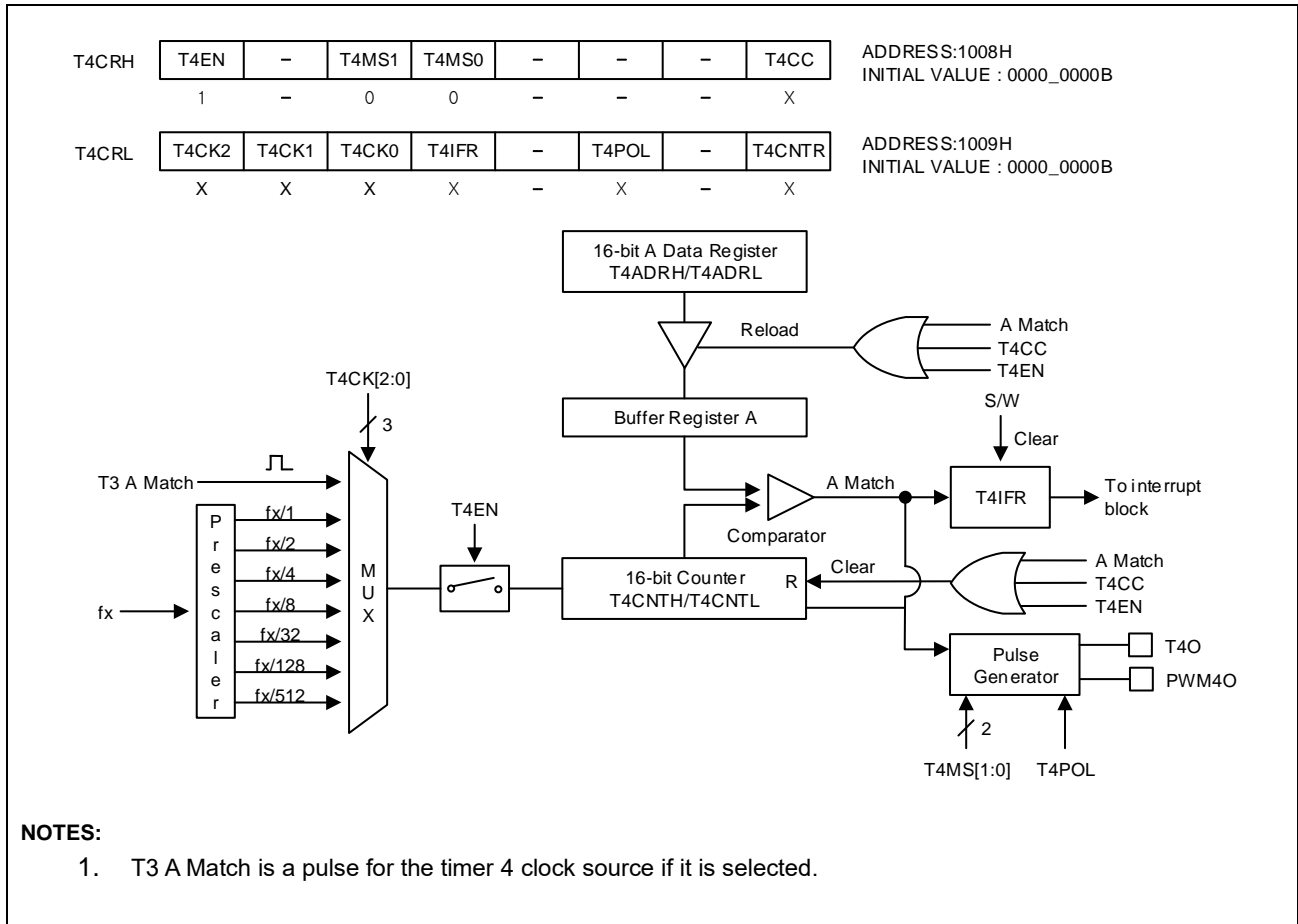 T4CRH T4EN – T4MS1 T4MS0 – – – T4CC
ADDRESS:1008H
INITIAL VALUE : 0000_0000B
1 – 0 0 – – – X
T4CRL T4CK2 T4CK1 T4CK0 T4IFR – T4POL – T4CNTR
ADDRESS:1009H
INITIAL VALUE : 0000_0000B
X X X X – X – X
16-bit A Data Register
T4ADRH/T4ADRL
Reload
A Match
T4CC
T4EN
T4CK[2:0]
3
Buffer Register A
S/W
Clear
T3 A Match
A Match
T4IFR
To interrupt
block
Comparator
T4EN
Prescaler
fx
fx/1
fx/2
fx/4
fx/8
fx/32
fx/128
fx/512
MUX
16-bit Counter
T4CNTH/T4CNTL
R
Clear
A Match
T4CC
T4EN
Pulse
Generator
T4O
PWM4O
2
T4MS[1:0]
T4POL
NOTES:
1. T3 A Match is a pulse for the timer 4 clock source if it is selected.